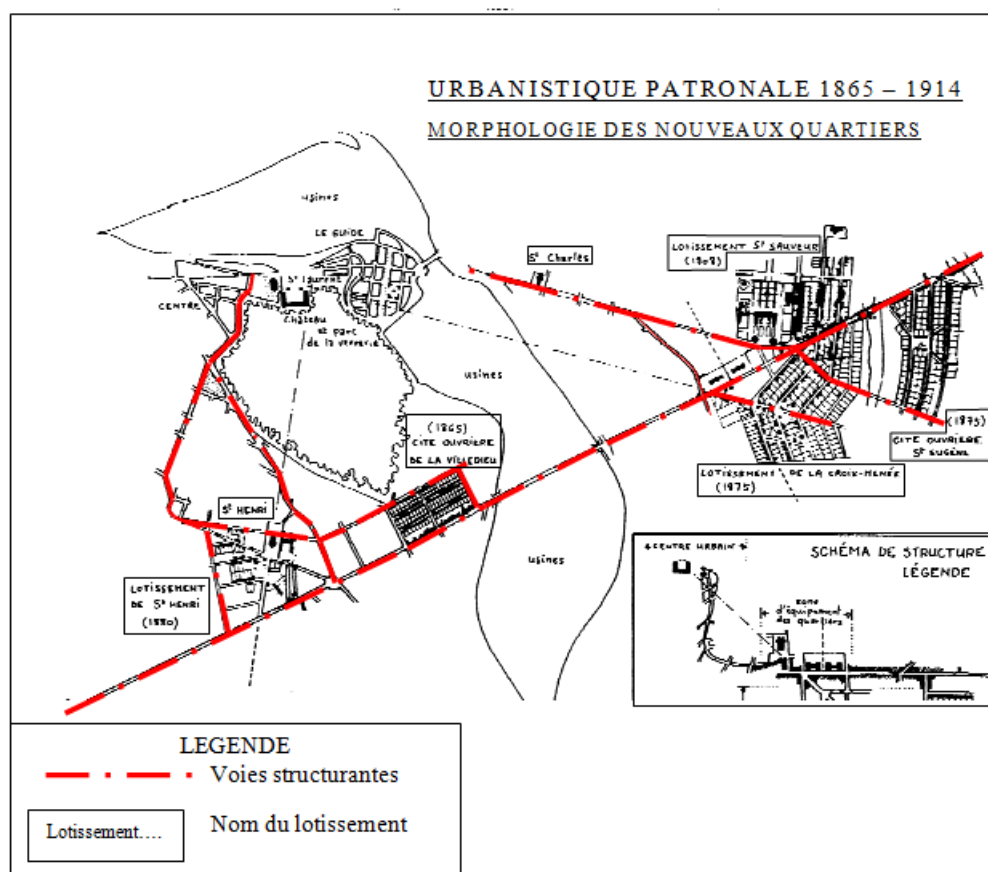 URBANISTIQUE PATRONALE 1865 – 1914
MORPHOLOGIE DES NOUVEAUX QUARTIERS
usines
LE GUIDE
St Charles
LOTISSEMENT St SAUVEUR
(1908)
St Laurent
CENTRE
Château
et parc
de la verrerie
usines
(1865)
CITE OUVRIÈRE
DE LA VILLEDIEU
(1875)
CITE OUVRIÈRE
St EUGÈNE
LOTISSEMENT DE LA CROIX-MENÉE
(1875)
St HENRI
usines
LOTISSEMENT
DE St HENRI
(1880)
CENTRE URBAIN
SCHÉMA DE STRUCTURE
LÉGENDE
zone
d'équipement
des quartiers
LEGENDE
Voies structurantes
Lotissement....
Nom du lotissement